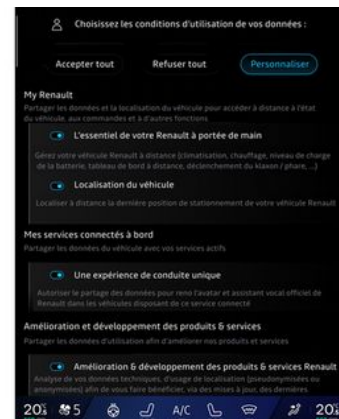 Choisissez les conditions d'utilisation de vos données :
Accepter tout
Refuser tout
Personnaliser
My Renault
Partager les données et la localisation du véhicule pour accéder à distance à l'état
du véhicule, aux commandes et à d'autres fonctions
L'essentiel de votre Renault à portée de main
Gérez votre véhicule Renault à distance (climatisation, chauffage, niveau de charge
de la batterie, tableau de bord à distance, déclenchement du klaxon / phare, ...)
Localisation du véhicule
Localiser à distance la dernière position de stationnement de votre véhicule Renault
Mes services connectés à bord
Partager les données du véhicule avec vos services actifs
Une expérience de conduite unique
Autoriser le partage des données pour reno l'avatar et assistant vocal officiel de
Renault dans les véhicules disposant de ce service connecté
Amélioration et développement des produits & services
Partager les données d'utilisation afin d'améliorer nos produits et services
Amélioration & développement des produits & services Renault
Analyse de vos données techniques, d'usage de localisation (pseudonymisées ou
anonymisées) afin de vous faire bénéficier, via des mises à jour, des dernières
20 5 A/C 20